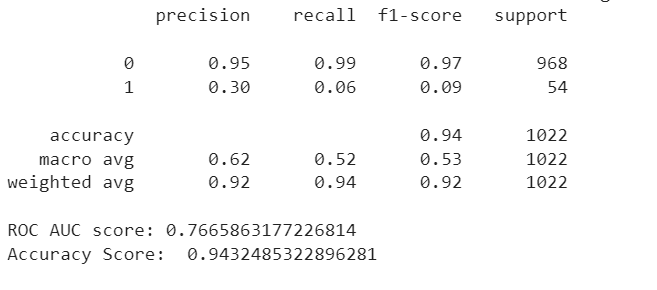 precision recall f1-score support
0 0.95 0.99 0.97 968
1 0.30 0.06 0.09 54
accuracy 0.94 1022
macro avg 0.62 0.52 0.53 1022
weighted avg 0.92 0.94 0.92 1022
ROC AUC score: 0.7665863177226814
Accuracy Score: 0.9432485322896281